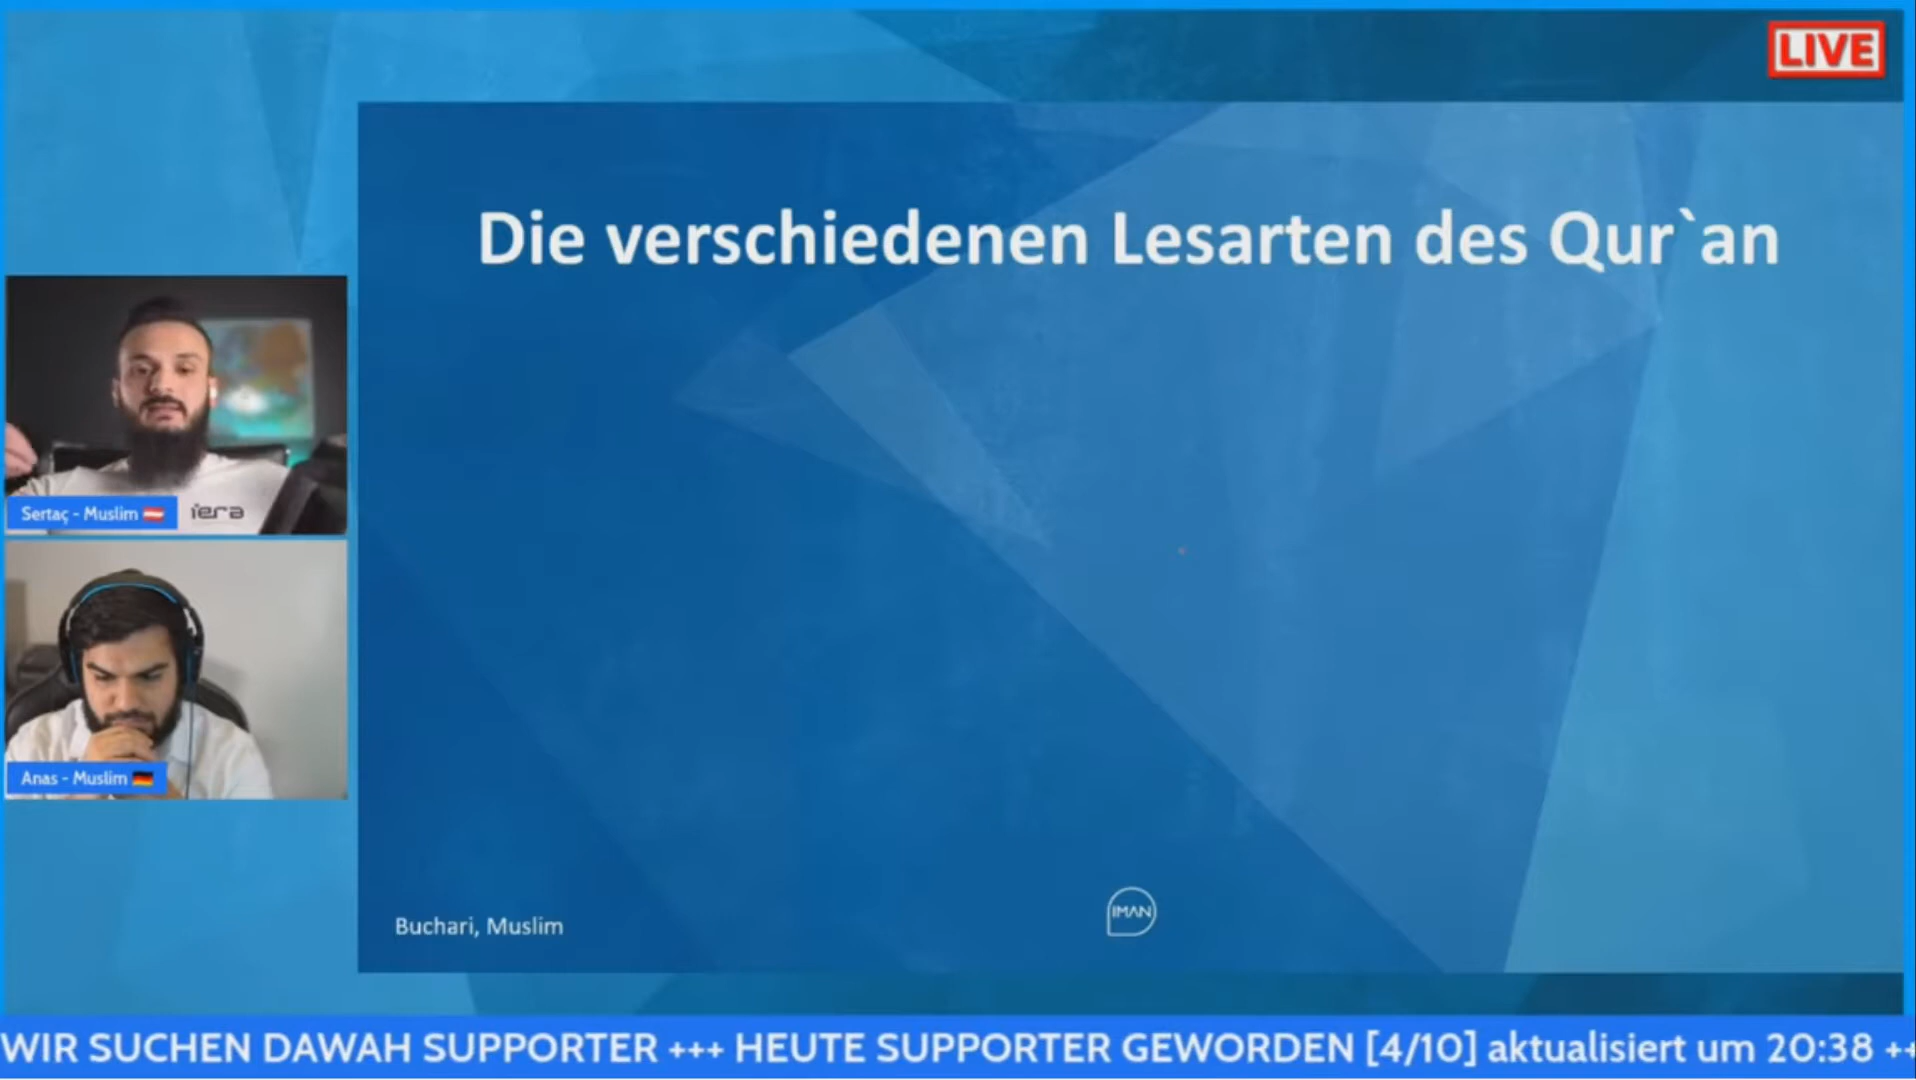 LIVE
Die verschiedenen Lesarten des Qur`an
Sertaç - Muslim
iera
Anas - Muslim
Buchari, Muslim
IMAN
WIR SUCHEN DAWAH SUPPORTER +++ HEUTE SUPPORTER GEWORDEN [4/10] aktualisiert um 20:38 ++